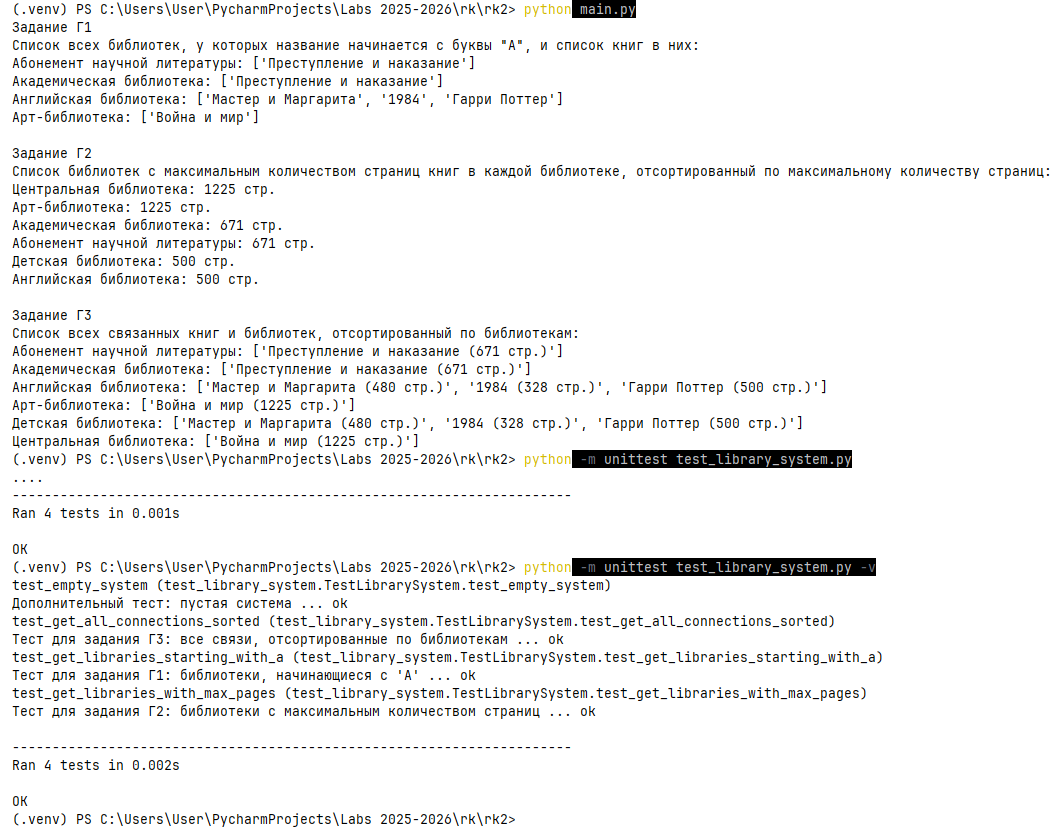 (.venv) PS C:\Users\User\PycharmProjects\Labs 2025-2026\rk\rk2> python main.py
Задание Г1
Список всех библиотек, у которых название начинается с буквы "А", и список книг в них:
Абонемент научной литературы: ['Преступление и наказание']
Академическая библиотека: ['Преступление и наказание']
Английская библиотека: ['Мастер и Маргарита', '1984', 'Гарри Поттер']
Арт-библиотека: ['Война и мир']

Задание Г2
Список библиотек с максимальным количеством страниц книг в каждой библиотеке, отсортированный по максимальному количеству страниц:
Центральная библиотека: 1225 стр.
Арт-библиотека: 1225 стр.
Академическая библиотека: 671 стр.
Абонемент научной литературы: 671 стр.
Детская библиотека: 500 стр.
Английская библиотека: 500 стр.

Задание Г3
Список всех связанных книг и библиотек, отсортированный по библиотекам:
Абонемент научной литературы: ['Преступление и наказание (671 стр.)']
Академическая библиотека: ['Преступление и наказание (671 стр.)']
Английская библиотека: ['Мастер и Маргарита (480 стр.)', '1984 (328 стр.)', 'Гарри Поттер (500 стр.)']
Арт-библиотека: ['Война и мир (1225 стр.)']
Детская библиотека: ['Мастер и Маргарита (480 стр.)', '1984 (328 стр.)', 'Гарри Поттер (500 стр.)']
Центральная библиотека: ['Война и мир (1225 стр.)']
(.venv) PS C:\Users\User\PycharmProjects\Labs 2025-2026\rk\rk2> python -m unittest test_library_system.py
....
----------------------------------------------------------------------
Ran 4 tests in 0.001s

OK
(.venv) PS C:\Users\User\PycharmProjects\Labs 2025-2026\rk\rk2> python -m unittest test_library_system.py -v
test_empty_system (test_library_system.TestLibrarySystem.test_empty_system)
Дополнительный тест: пустая система ... ok
test_get_all_connections_sorted (test_library_system.TestLibrarySystem.test_get_all_connections_sorted)
Тест для задания Г3: все связи, отсортированные по библиотекам ... ok
test_get_libraries_starting_with_a (test_library_system.TestLibrarySystem.test_get_libraries_starting_with_a)
Тест для задания Г1: библиотеки, начинающиеся с 'А' ... ok
test_get_libraries_with_max_pages (test_library_system.TestLibrarySystem.test_get_libraries_with_max_pages)
Тест для задания Г2: библиотеки с максимальным количеством страниц ... ok

----------------------------------------------------------------------
Ran 4 tests in 0.002s

OK
(.venv) PS C:\Users\User\PycharmProjects\Labs 2025-2026\rk\rk2>